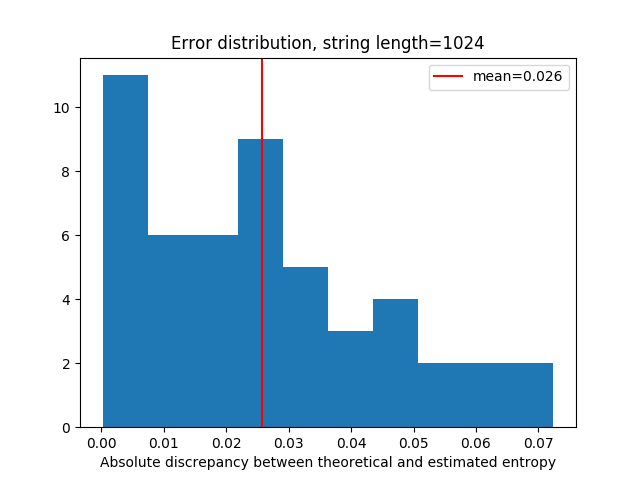 Error distribution, string length=1024
mean=0.026
10
8
6
4
2
0
0.00 0.01 0.02 0.03 0.04 0.05 0.06 0.07
Absolute discrepancy between theoretical and estimated entropy